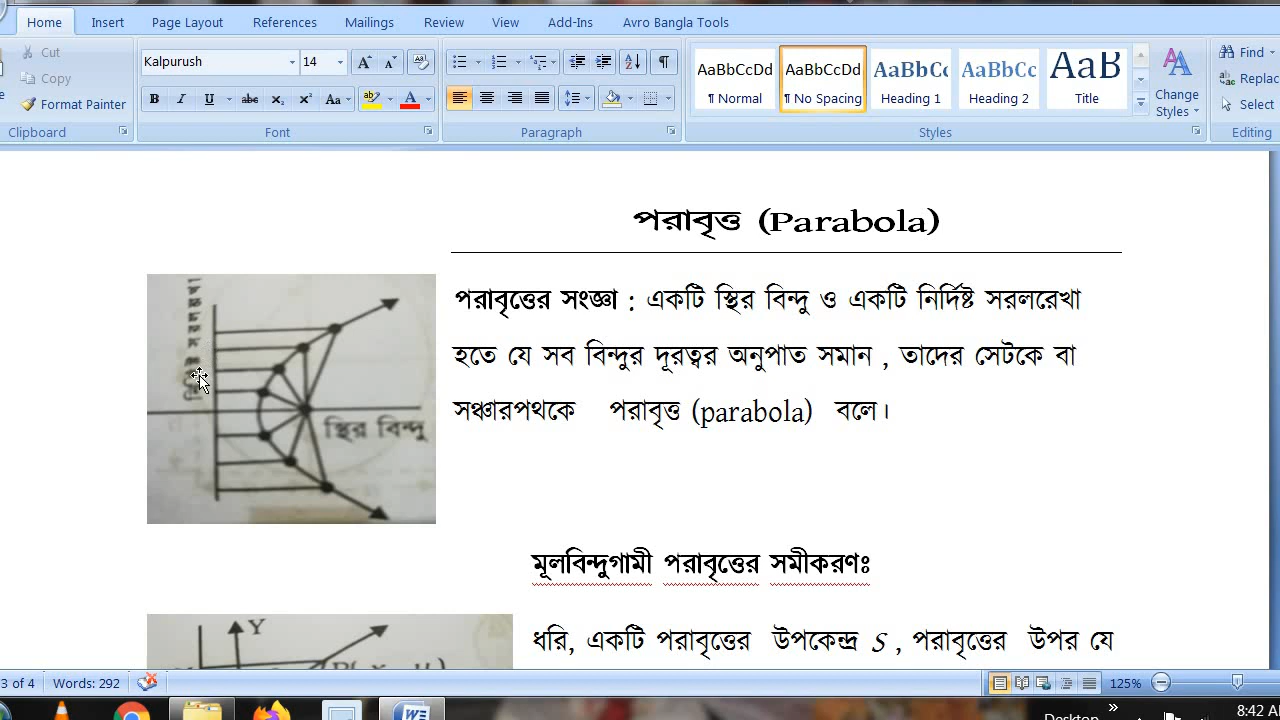 Home Insert Page Layout References Mailings Review View Add-Ins Avro Bangla Tools
Cut
Copy
Format Painter
Clipboard
Kalpurush 14
Font
Paragraph
AaBbCcDd AaBbCcDd AaBbCc AaBbCc AaB
¶ Normal ¶ No Spacing Heading 1 Heading 2 Title
Change
Styles
Styles
Find
Replac
Select
Editing
পরাবৃত্ত (Parabola)
পরাবৃত্তের সংজ্ঞা : একটি স্থির বিন্দু ও একটি নির্দিষ্ট সরলরেখা
হতে যে সব বিন্দুর দূরত্বর অনুপাত সমান , তাদের সেটকে বা
সঞ্চারপথকে পরাবৃত্ত (parabola) বলে।
স্থির বিন্দু
মূলবিন্দুগামী পরাবৃত্তের সমীকরণঃ
Y
ধরি, একটি পরাবৃত্তের উপকেন্দ্র S , পরাবৃত্তের উপর যে
3 of 4 Words: 292 125%
Desktop
8:42 A